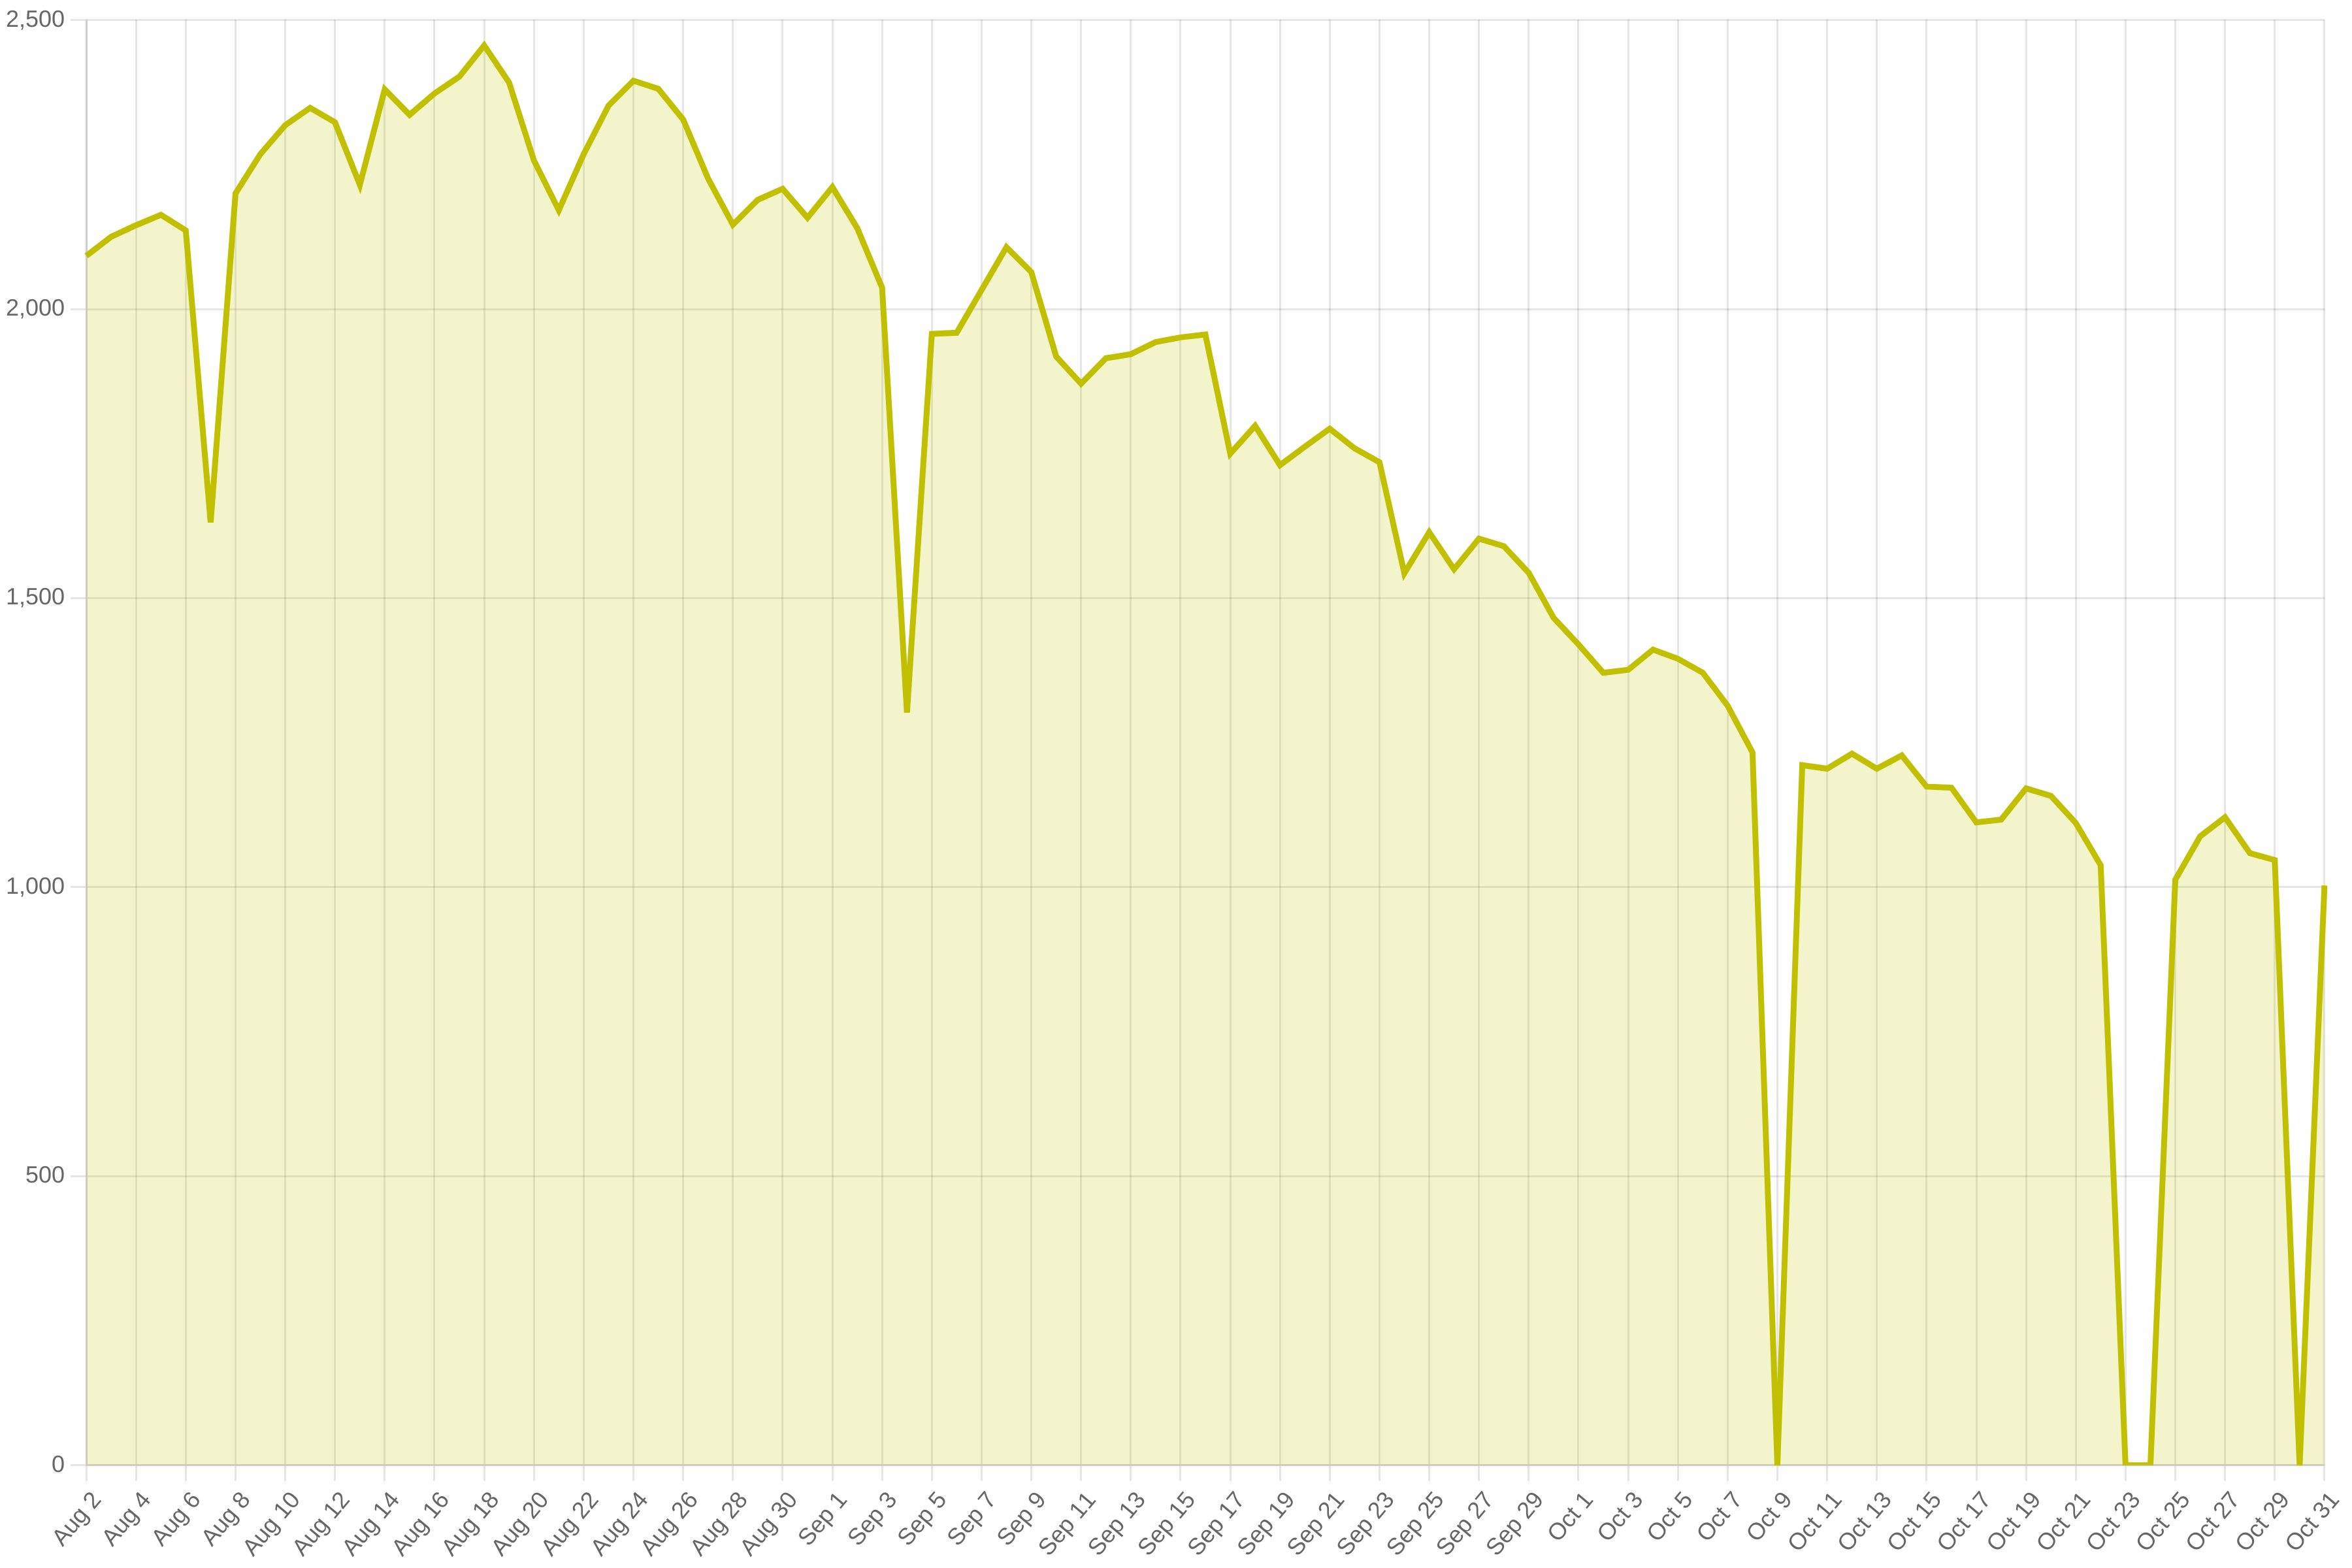 2,500
2,000
1,500
1,000
500
0
Aug 2
Aug 4
Aug 6
Aug 8
Aug 10
Aug 12
Aug 14
Aug 16
Aug 18
Aug 20
Aug 22
Aug 24
Aug 26
Aug 28
Aug 30
Sep 1
Sep 3
Sep 5
Sep 7
Sep 9
Sep 11
Sep 13
Sep 15
Sep 17
Sep 19
Sep 21
Sep 23
Sep 25
Sep 27
Sep 29
Oct 1
Oct 3
Oct 5
Oct 7
Oct 9
Oct 11
Oct 13
Oct 15
Oct 17
Oct 19
Oct 21
Oct 23
Oct 25
Oct 27
Oct 29
Oct 31